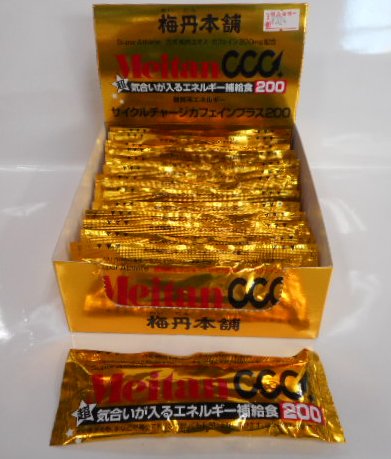 梅丹本舗
Meitan CCC!
超 気合いが入るエネルギー補給食 200
サイクルチャージカフェインプラス200
Meitan CCC
梅丹本舗
Meitan CCC!
超 気合いが入るエネルギー補給食 200